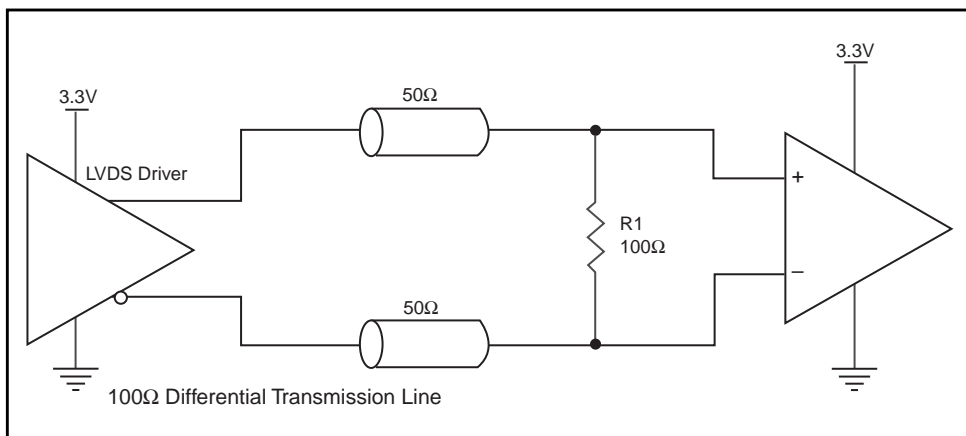 3.3V
3.3V
50Ω
LVDS Driver
+
R1
100Ω
−
50Ω
100Ω Differential Transmission Line